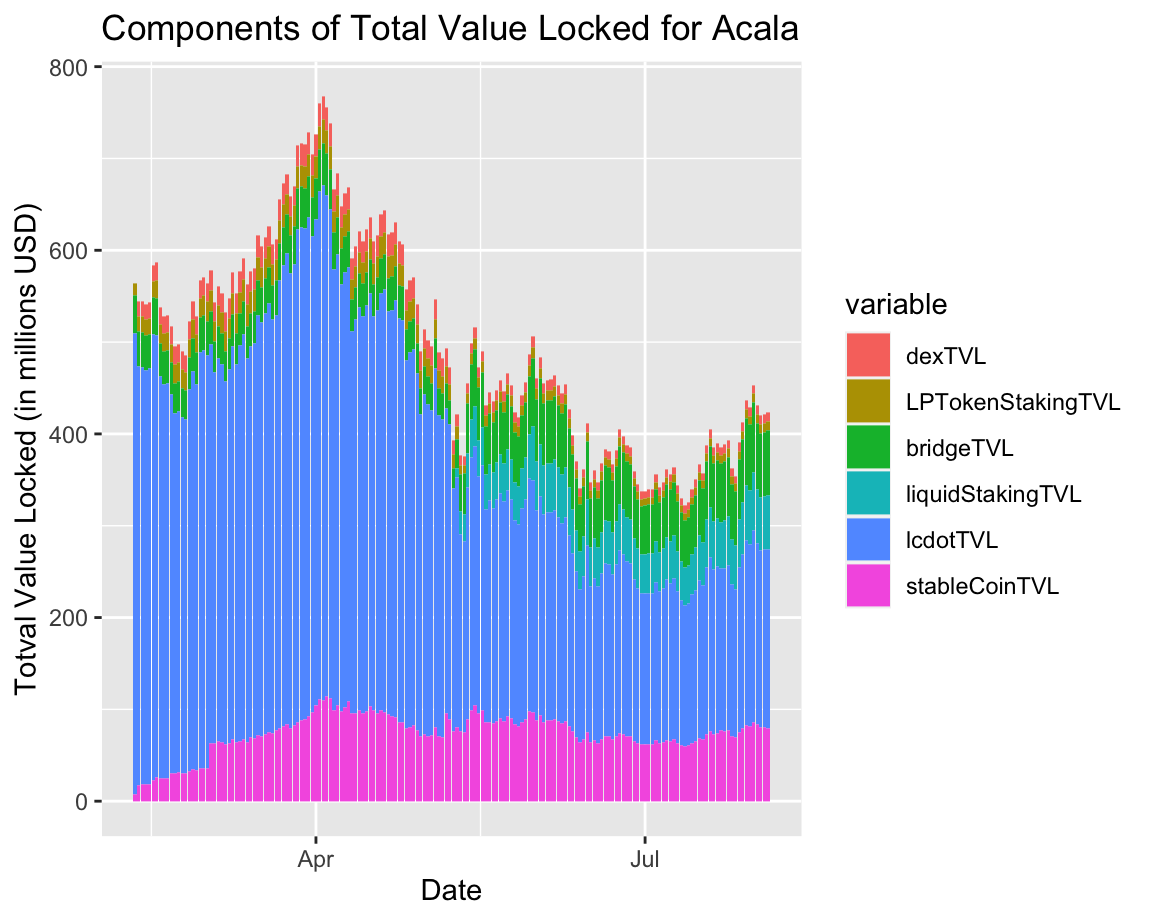 Components of Total Value Locked for Acala
Totval Value Locked (in millions USD)
800
600
400
200
0
Apr
Jul
Date
variable
dexTVL
LPTokenStakingTVL
bridgeTVL
liquidStakingTVL
lcdotTVL
stableCoinTVL